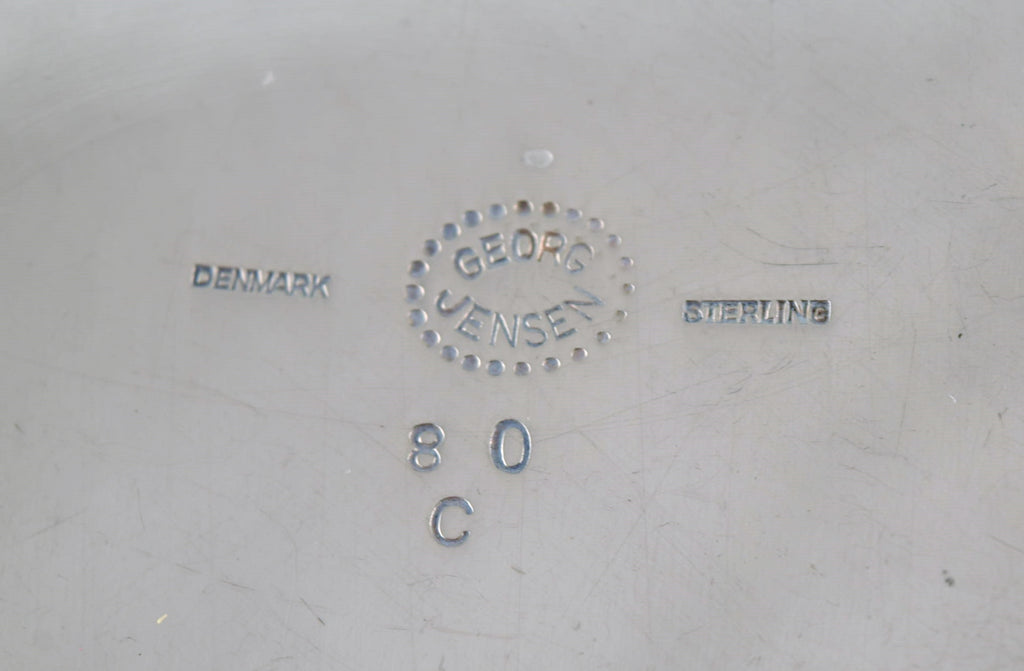 GEORG
JENSEN
DENMARK
STERLING
80
C